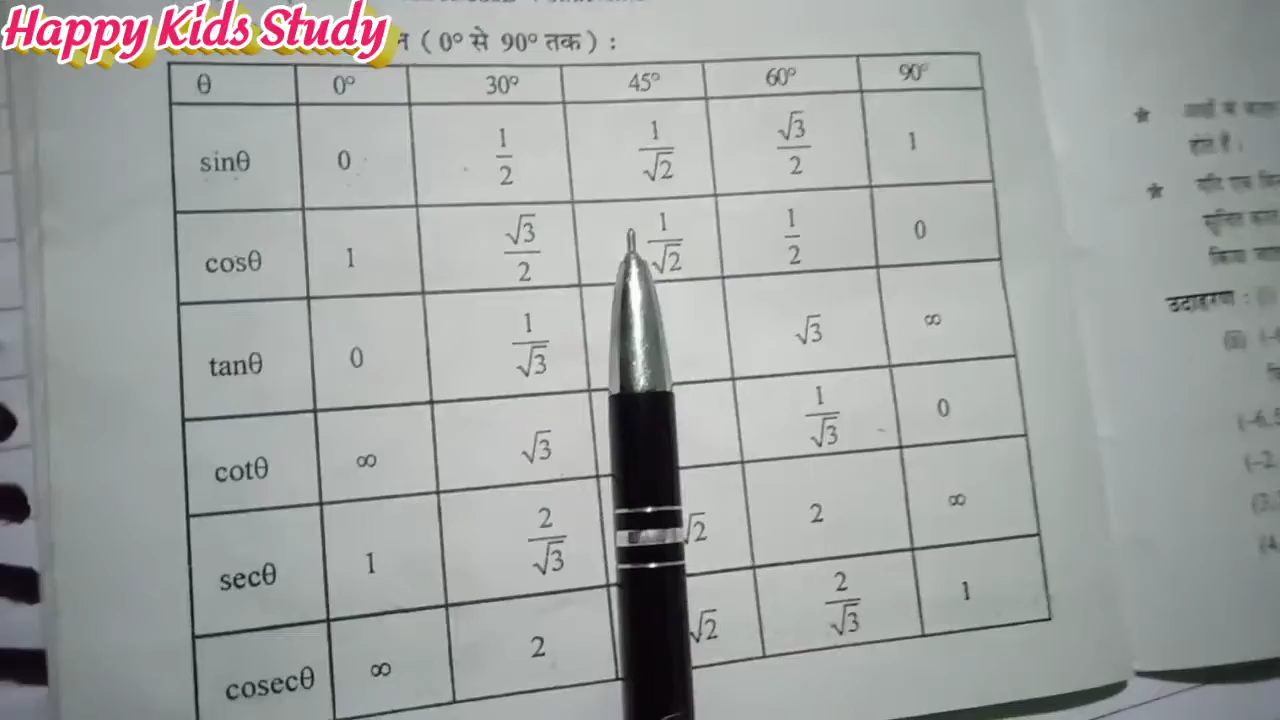 Happy Kids Study
न ( 0° से 90° तक ) :
θ 0° 30° 45° 60° 90°
sinθ 0 1/2 1/√2 √3/2 1
cosθ 1 √3/2 1/√2 1/2 0
tanθ 0 1/√3 √3 ∞
cotθ ∞ √3 1/√3 0
secθ 1 2/√3 √2 2 ∞
cosecθ ∞ 2 √2 2/√3 1
होते हैं।
उदाहरण :